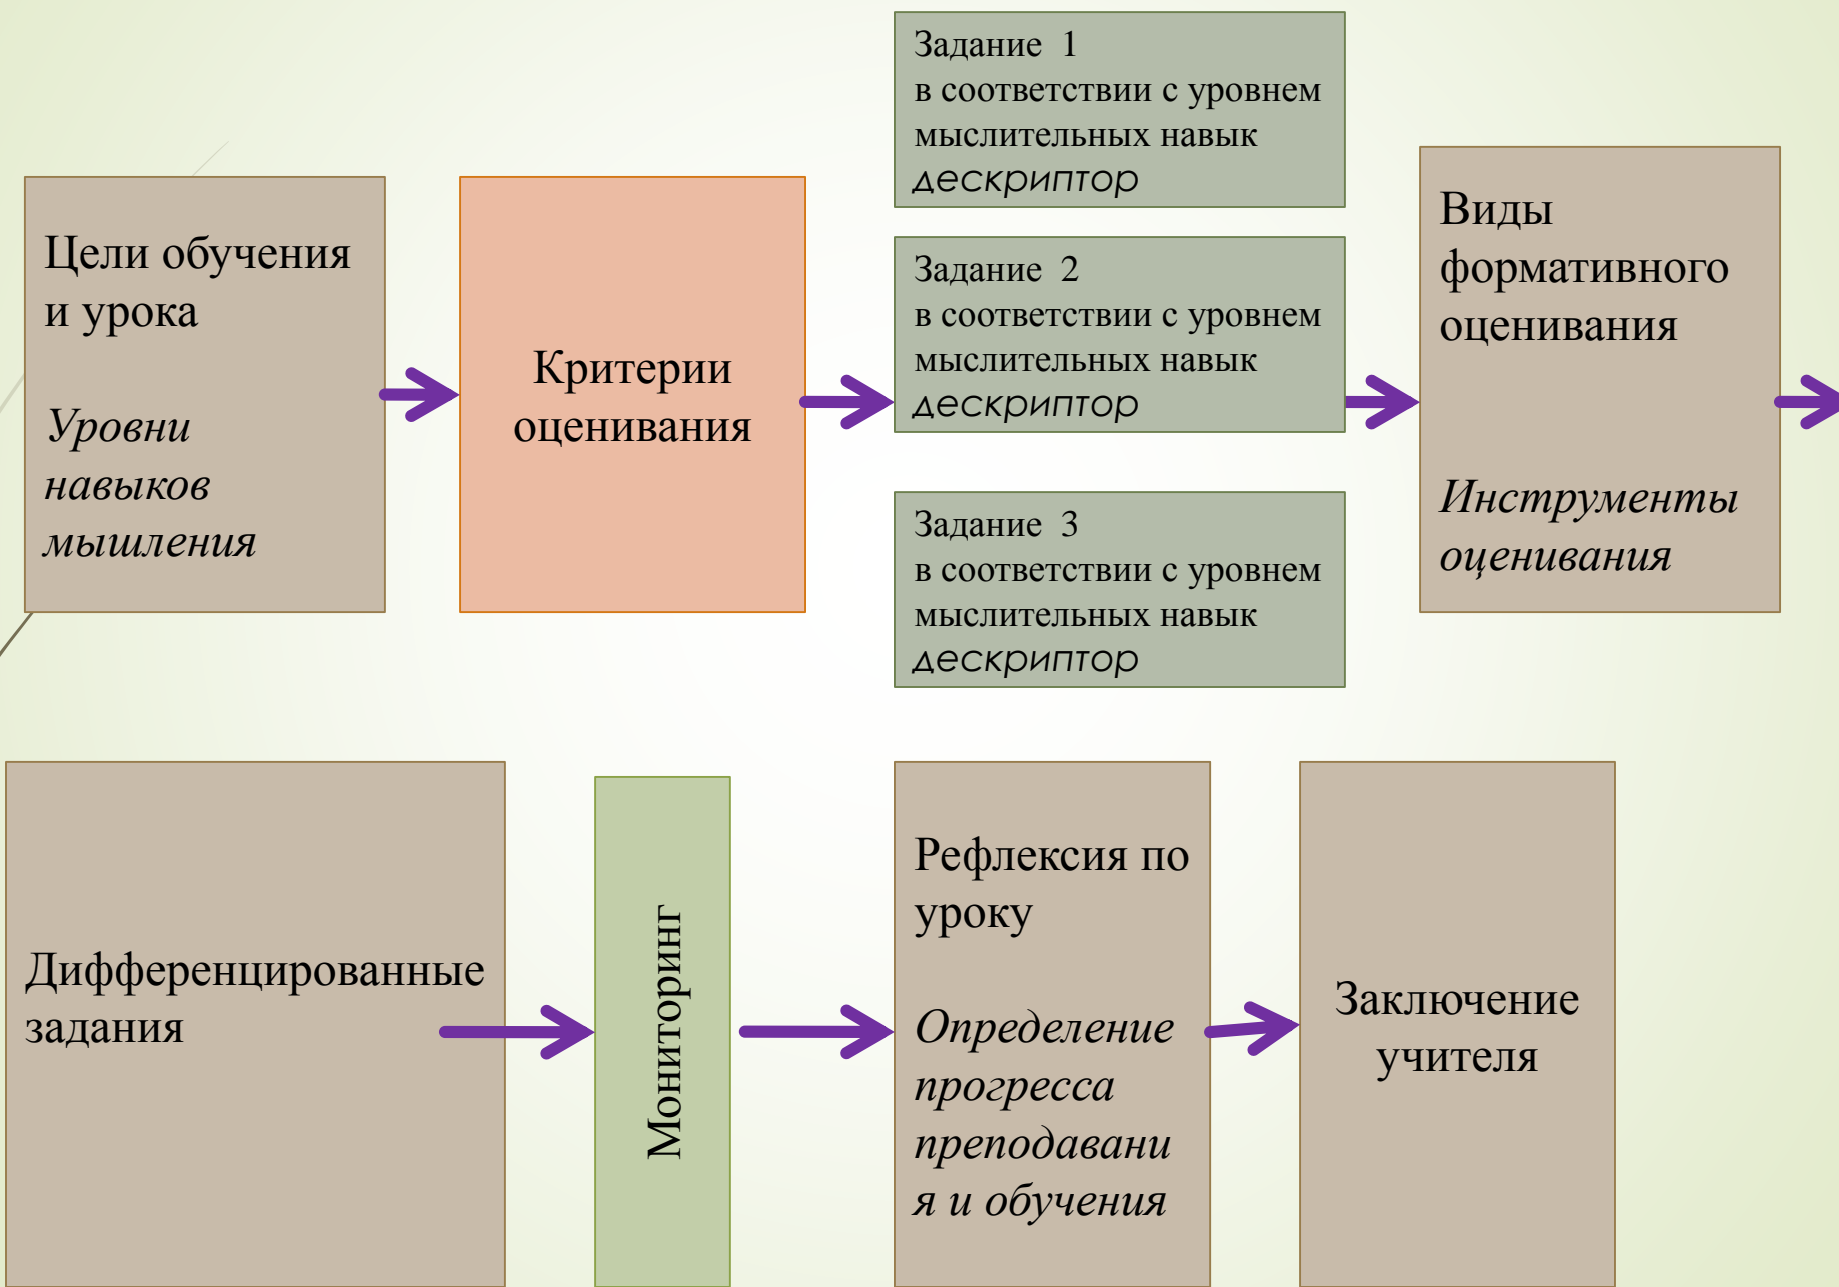 Цели обучения
и урока
Уровни
навыков
мышления
Критерии
оценивания
Задание 1
в соответствии с уровнем
мыслительных навык
дескриптор
Задание 2
в соответствии с уровнем
мыслительных навык
дескриптор
Задание 3
в соответствии с уровнем
мыслительных навык
дескриптор
Виды
формативного
оценивания
Инструменты
оценивания
Дифференцированные
задания
Мониторинг
Рефлексия по
уроку
Определение
прогресса
преподавани
я и обучения
Заключение
учителя